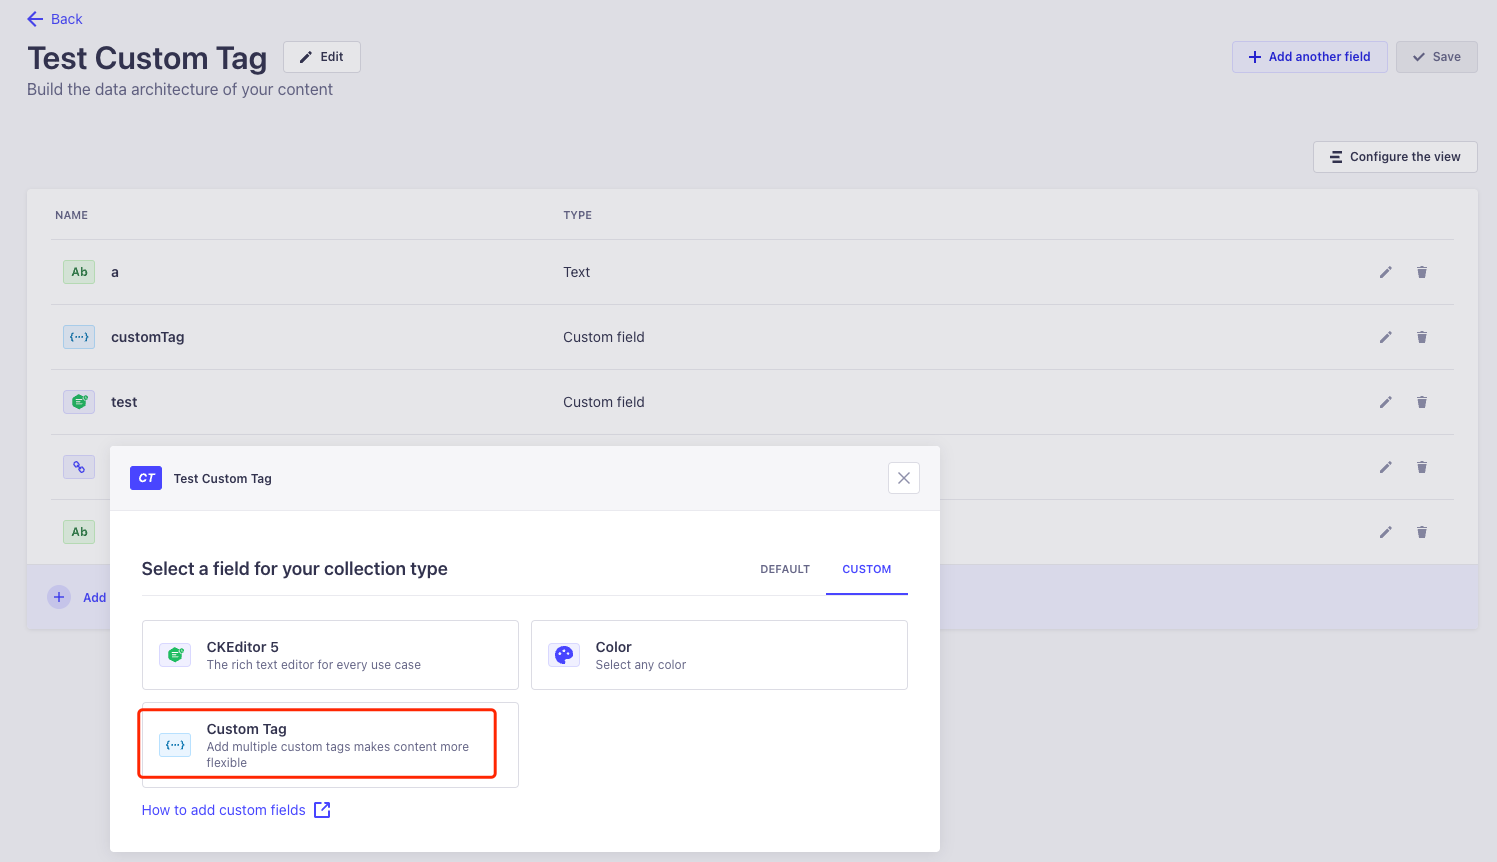 Back
Test Custom Tag
Edit
Add another field
Save
Build the data architecture of your content
Configure the view
NAME
TYPE
Ab
a
Text
{···}
customTag
Custom field
test
Custom field
Ab
Add
CT
Test Custom Tag
Select a field for your collection type
DEFAULT
CUSTOM
CKEditor 5
The rich text editor for every use case
Color
Select any color
{···}
Custom Tag
Add multiple custom tags makes content more
flexible
How to add custom fields